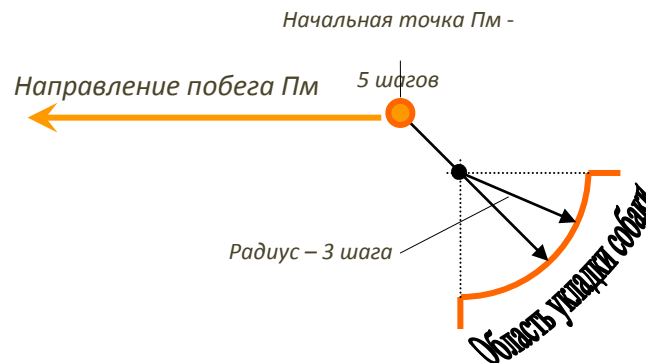 Начальная точка Пм -
5 шагов
Направление побега Пм
Радиус – 3 шага
Область укладки собаки